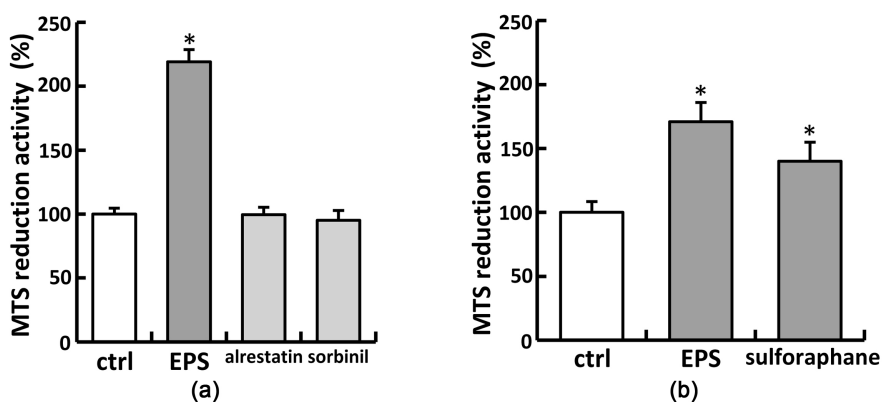 MTS reduction activity (%)
250
200
150
100
50
0
*
ctrl
EPS
alrestatin
sorbinil
(a)
MTS reduction activity (%)
250
200
150
100
50
0
*
*
ctrl
EPS
sulforaphane
(b)